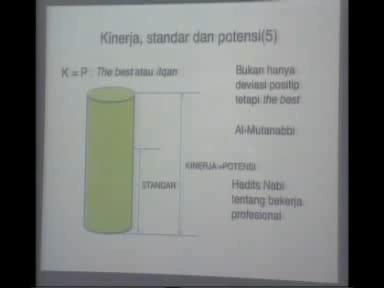 Kinerja, standar dan potensi(5)
K = P : The best atau itqan
Bukan hanya
deviasi positip
tetapi the best
Al-Mutanabbi
KINERJA=POTENSI
STANDAR
Hadits Nabi
tentang bekerja
profesional